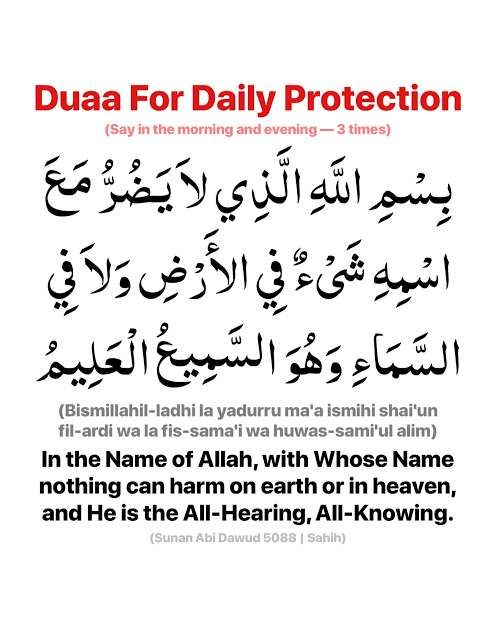 Duaa For Daily Protection
(Say in the morning and evening — 3 times)
بِسْمِ اللَّهِ الَّذِي لاَ يَضُرُّ مَعَ
اسْمِهِ شَىْءٌ فِي الأَرْضِ وَلاَ فِي
السَّمَاءِ وَهُوَ السَّمِيعُ الْعَلِيمُ
(Bismillahil-ladhi la yadurru ma'a ismihi shai'un
fil-ardi wa la fis-sama'i wa huwas-sami'ul alim)
In the Name of Allah, with Whose Name
nothing can harm on earth or in heaven,
and He is the All-Hearing, All-Knowing.
(Sunan Abi Dawud 5088 | Sahih)